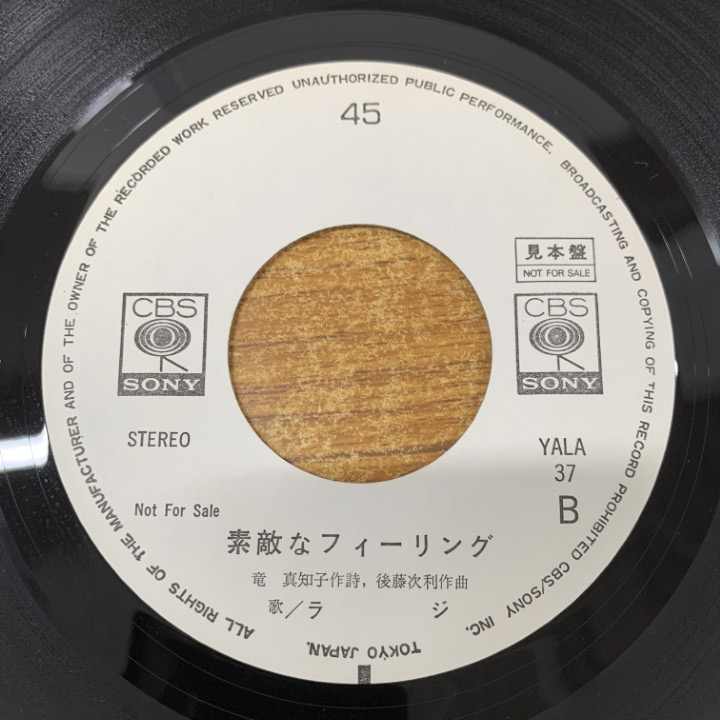 45
ALL RIGHTS OF THE MANUFACTURER AND OF THE OWNER OF THE RECORDED WORK RESERVED UNAUTHORIZED PUBLIC PERFORMANCE. BROADCASTING AND COPYING OF THIS RECORD PROHIBITED CBS/SONY INC.
TOKYO JAPAN.
見本盤
NOT FOR SALE
CBS
SONY
CBS
SONY
STEREO
YALA
37
B
Not For Sale
素敵なフィーリング
竜 真知子作詩, 後藤次利作曲
歌／ラ ジ